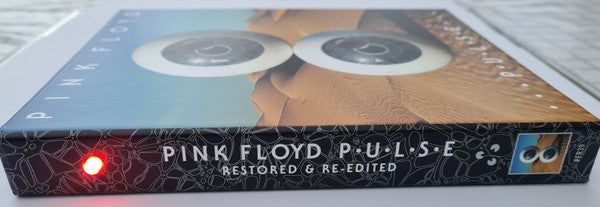 PINK FLOYD
P·U·L·S·E
PINK FLOYD P·U·L·S·E
RESTORED & RE-EDITED